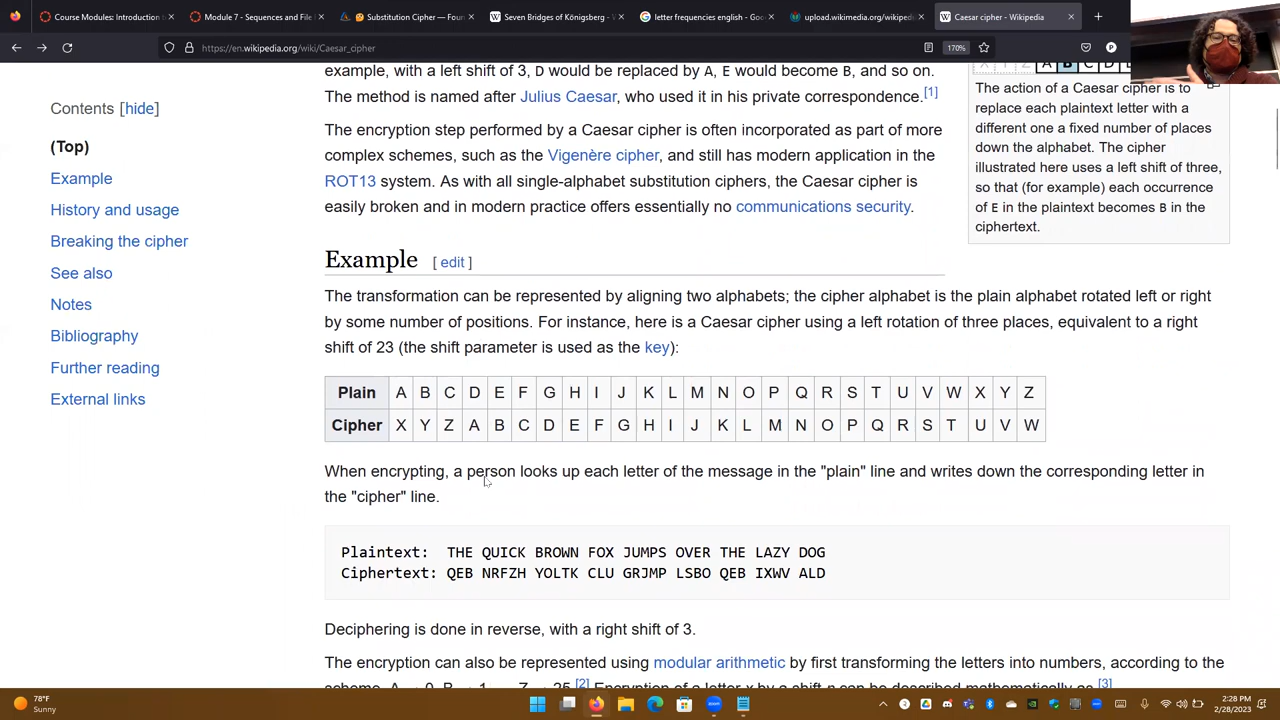 Course Modules: Introduction b
Module 7 - Sequences and File
Substitution Cipher — Foun
Seven Bridges of Königsberg - W
letter frequencies english - Goo
upload.wikimedia.org/wikiped
Caesar cipher - Wikipedia
https://en.wikipedia.org/wiki/Caesar_cipher
170%
Contents [hide]
(Top)
Example
History and usage
Breaking the cipher
See also
Notes
Bibliography
Further reading
External links
example, with a left shift of 3, D would be replaced by A, E would become B, and so on.
The method is named after Julius Caesar, who used it in his private correspondence.[1]
The encryption step performed by a Caesar cipher is often incorporated as part of more
complex schemes, such as the Vigenère cipher, and still has modern application in the
ROT13 system. As with all single-alphabet substitution ciphers, the Caesar cipher is
easily broken and in modern practice offers essentially no communications security.
The action of a Caesar cipher is to
replace each plaintext letter with a
different one a fixed number of places
down the alphabet. The cipher
illustrated here uses a left shift of three,
so that (for example) each occurrence
of E in the plaintext becomes B in the
ciphertext.
Example [ edit ]
The transformation can be represented by aligning two alphabets; the cipher alphabet is the plain alphabet rotated left or right
by some number of positions. For instance, here is a Caesar cipher using a left rotation of three places, equivalent to a right
shift of 23 (the shift parameter is used as the key):
Plain A B C D E F G H I J K L M N O P Q R S T U V W X Y Z
Cipher X Y Z A B C D E F G H I J K L M N O P Q R S T U V W
When encrypting, a person looks up each letter of the message in the "plain" line and writes down the corresponding letter in
the "cipher" line.
Plaintext: THE QUICK BROWN FOX JUMPS OVER THE LAZY DOG
Ciphertext: QEB NRFZH YOLTK CLU GRJMP LSBO QEB IXWV ALD
Deciphering is done in reverse, with a right shift of 3.
The encryption can also be represented using modular arithmetic by first transforming the letters into numbers, according to the
78°F
Sunny
2:28 PM
2/28/2023